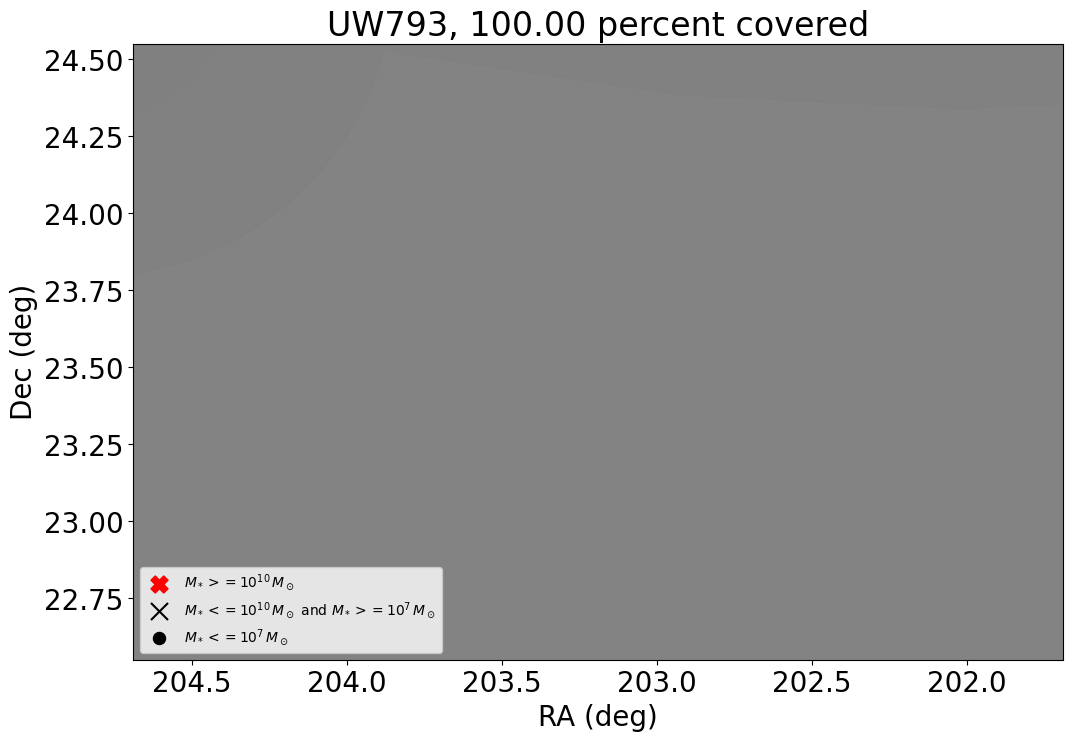 UW793, 100.00 percent covered
24.50
24.25
24.00
23.75
23.50
23.25
23.00
22.75
Dec (deg)
M* >= 10^10 M⊙
M* <= 10^10 M⊙ and M* >= 10^7 M⊙
M* <= 10^7 M⊙
204.5 204.0 203.5 203.0 202.5 202.0
RA (deg)